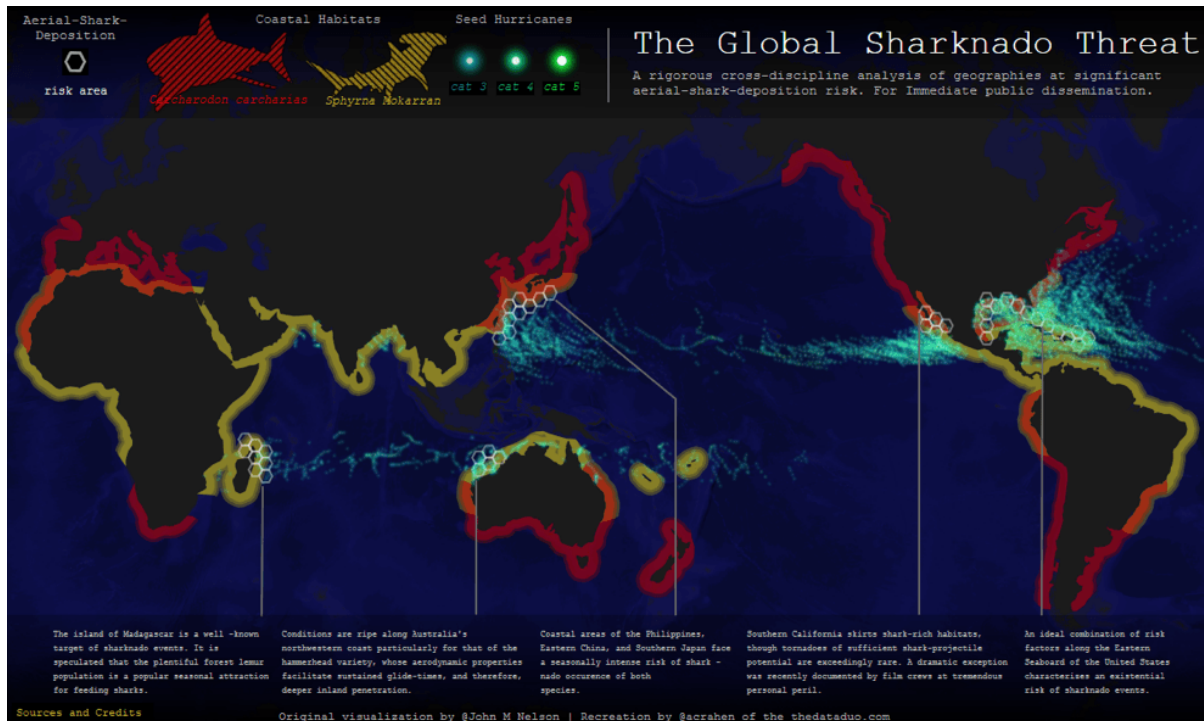 Aerial-Shark-
Deposition
risk area
Coastal Habitats
Carcharodon carcharias
Sphyrna Mokarran
Seed Hurricanes
cat 3
cat 4
cat 5
The Global Sharknado Threat
A rigorous cross-discipline analysis of geographies at significant
aerial-shark-deposition risk. For Immediate public dissemination.
The island of Madagascar is a well -known
target of sharknado events. It is
speculated that the plentiful forest lemur
population is a popular seasonal attraction
for feeding sharks.
Conditions are ripe along Australia's
northwestern coast particularly for that of the
hammerhead variety, whose aerodynamic properties
facilitate sustained glide-times, and therefore,
deeper inland penetration.
Coastal areas of the Philippines,
Eastern China, and Southern Japan face
a seasonally intense risk of shark -
nado occurence of both
species.
Southern California skirts shark-rich habitats,
though tornadoes of sufficient shark-projectile
potential are exceedingly rare. A dramatic exception
was recently documented by film crews at tremendous
personal peril.
An ideal combination of risk
factors along the Eastern
Seaboard of the United States
characterizes an existential
risk of sharknado events.
Sources and Credits
Original visualization by @John M Nelson | Recreation by @acrahen of the thedataduo.com